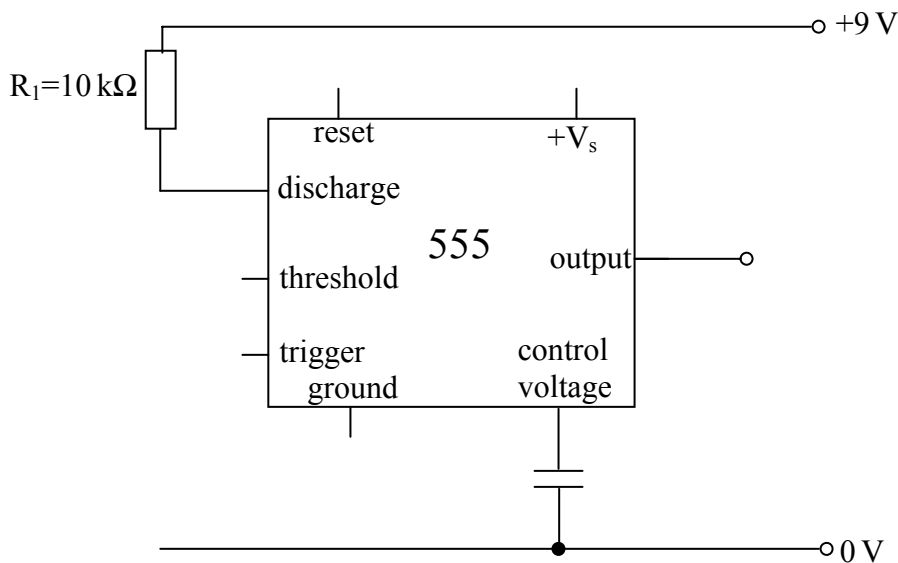 +9 V
R₁=10 kΩ
reset
+Vₛ
discharge
555
output
threshold
trigger
control
voltage
ground
0 V